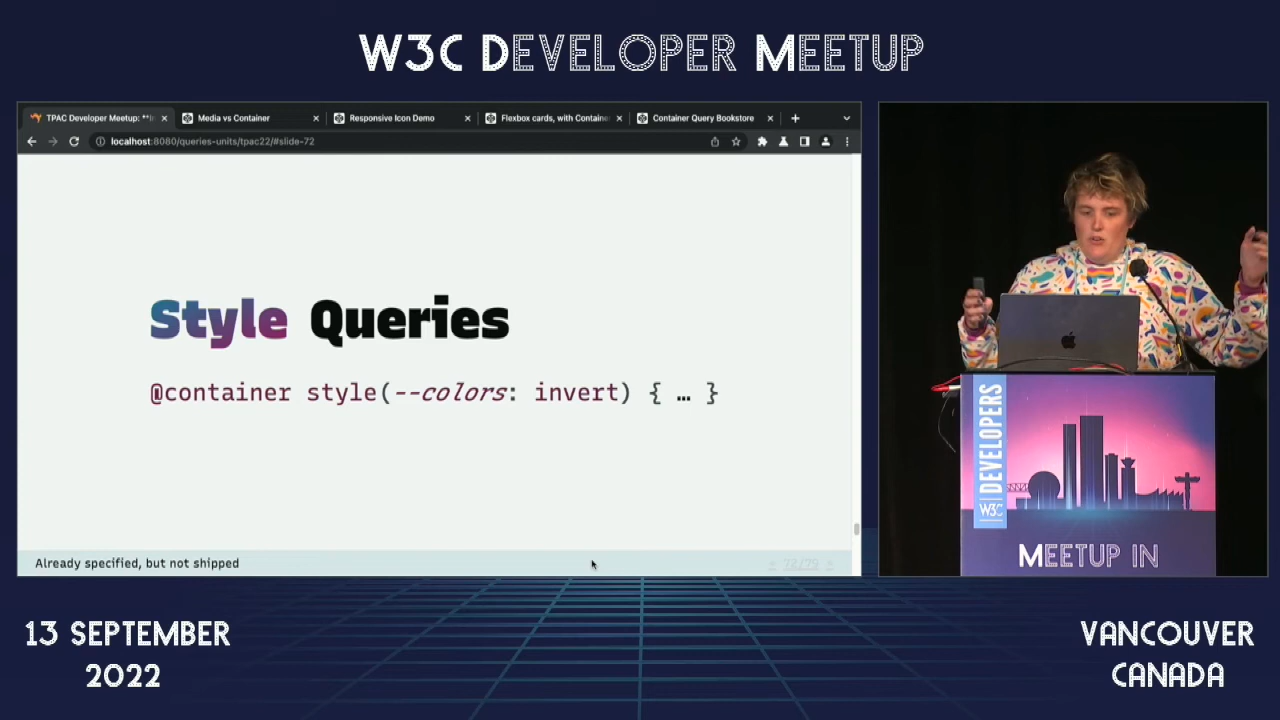 W3C DEVELOPER MEETUP
TPAC Developer Meetup: **I
Media vs Container
Responsive Icon Demo
Flexbox cards, with Containe
Container Query Bookstore
localhost:8080/queries-units/tpac22/#slide-72
Style Queries
@container style(--colors: invert) { … }
Already specified, but not shipped
72/79
DEVELOPERS
W3C
MEETUP IN
13 SEPTEMBER
2022
VANCOUVER
CANADA